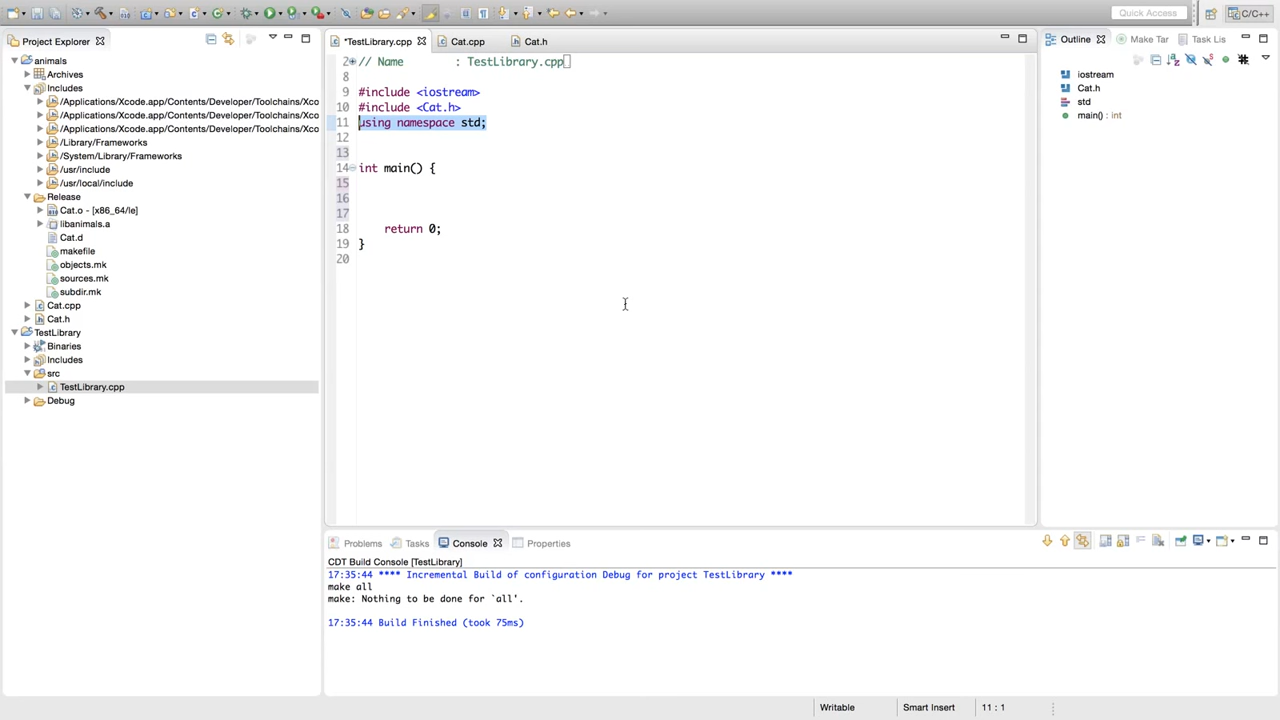 Quick Access
C/C++
Project Explorer
animals
Archives
Includes
/Applications/Xcode.app/Contents/Developer/Toolchains/Xco
/Applications/Xcode.app/Contents/Developer/Toolchains/Xco
/Applications/Xcode.app/Contents/Developer/Toolchains/Xco
/Library/Frameworks
/System/Library/Frameworks
/usr/include
/usr/local/include
Release
Cat.o - [x86_64/le]
libanimals.a
Cat.d
makefile
objects.mk
sources.mk
subdir.mk
Cat.cpp
Cat.h
TestLibrary
Binaries
Includes
src
TestLibrary.cpp
Debug
*TestLibrary.cpp
Cat.cpp
Cat.h
2 // Name : TestLibrary.cpp
8
9 #include <iostream>
10 #include <Cat.h>
11 using namespace std;
12
13
14 int main() {
15
16
17
18 return 0;
19 }
20
Outline
Make Tar
Task Lis
iostream
Cat.h
std
main() : int
Problems
Tasks
Console
Properties
CDT Build Console [TestLibrary]
17:35:44 **** Incremental Build of configuration Debug for project TestLibrary ****
make all
make: Nothing to be done for `all'.
17:35:44 Build Finished (took 75ms)
Writable
Smart Insert
11 : 1